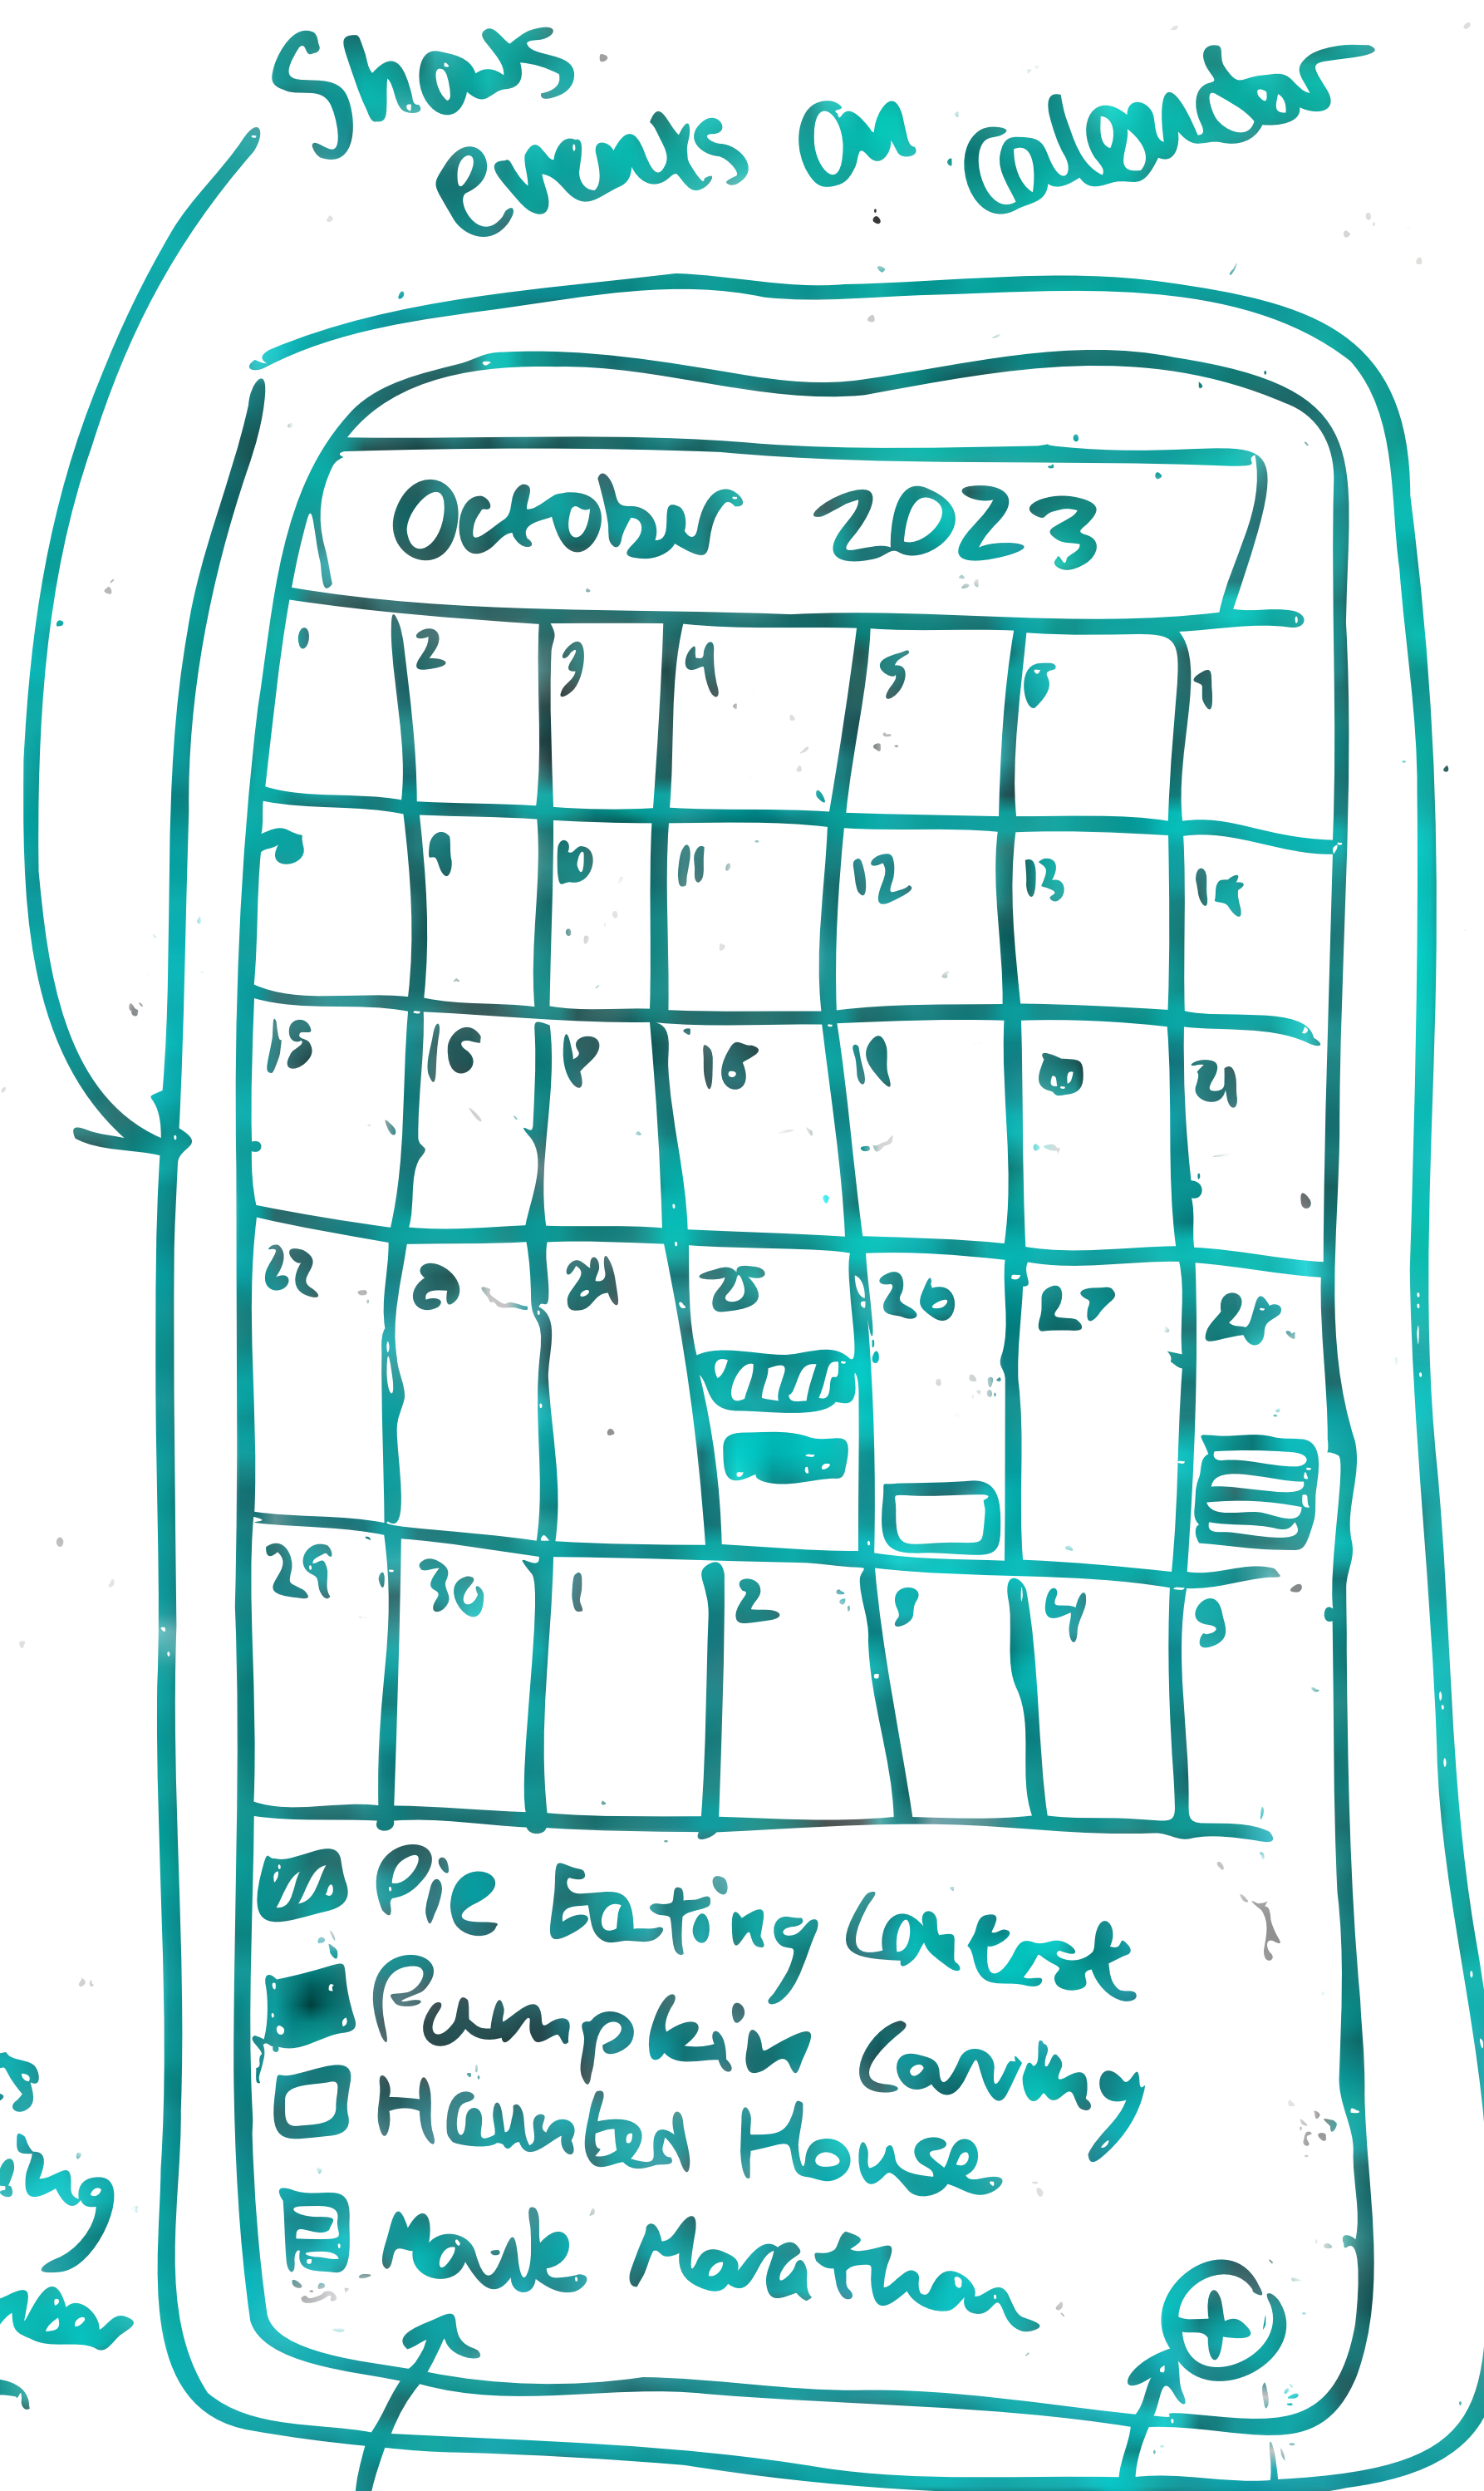 Shows
events on calendar
October 2023
1 2 3 4 5 6 7
8 9 10 11 12 13 14
15 16 17 18 19 20 21
22 23 24 25 26 27 28
29 30 1 2 3 4 5
Pie Eating Contest
Pumpkin Carving
Haunted House
Mask Marathon
ing